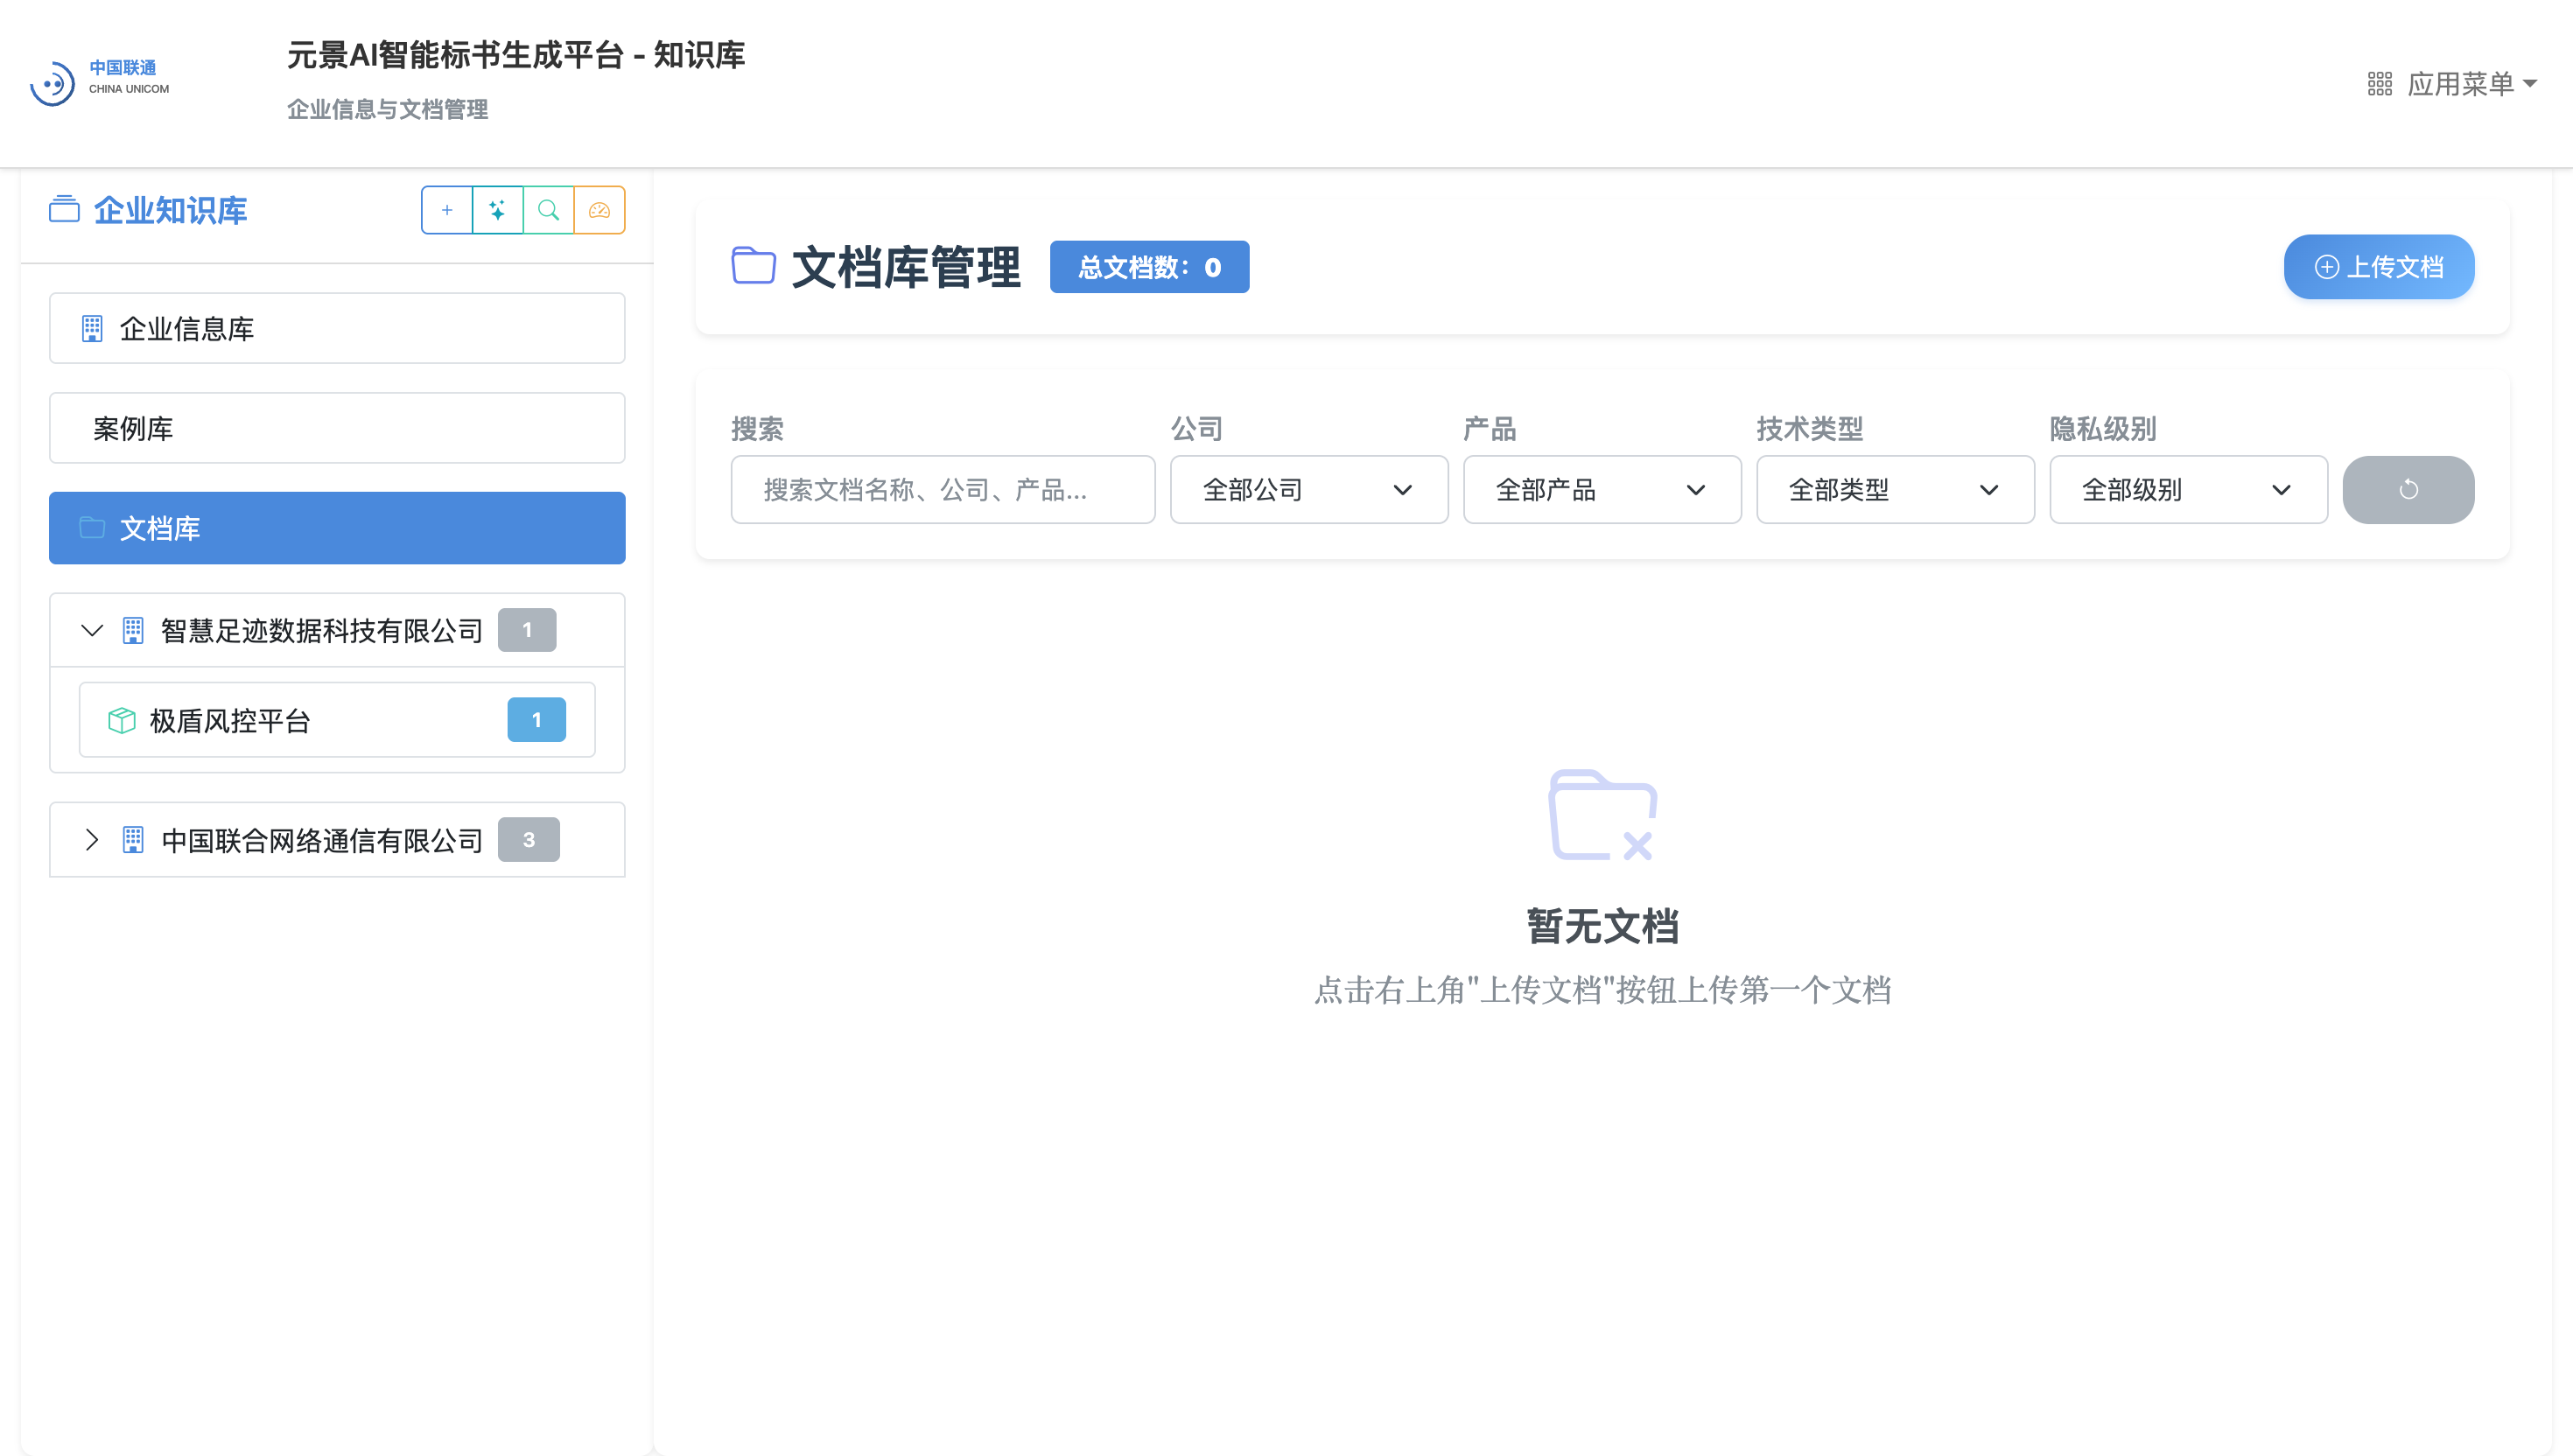 中国联通
CHINA UNICOM
元景AI智能标书生成平台 - 知识库
企业信息与文档管理
应用菜单
企业知识库
企业信息库
案例库
文档库
智慧足迹数据科技有限公司 1
极盾风控平台 1
中国联合网络通信有限公司 3
文档库管理 总文档数：0
上传文档
搜索 公司 产品 技术类型 隐私级别
搜索文档名称、公司、产品... 全部公司 全部产品 全部类型 全部级别
暂无文档
点击右上角"上传文档"按钮上传第一个文档